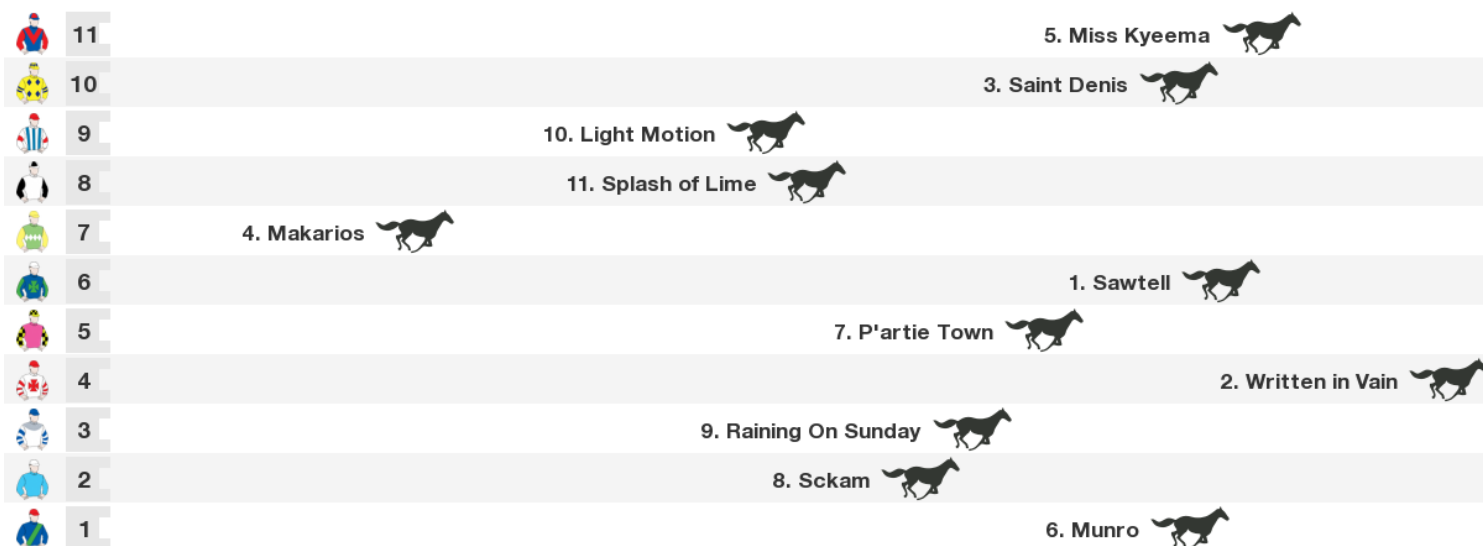 11 5. Miss Kyeema
10 3. Saint Denis
9 10. Light Motion
8 11. Splash of Lime
7 4. Makarios
6 1. Sawtell
5 7. P'artie Town
4 2. Written in Vain
3 9. Raining On Sunday
2 8. Sckam
1 6. Munro